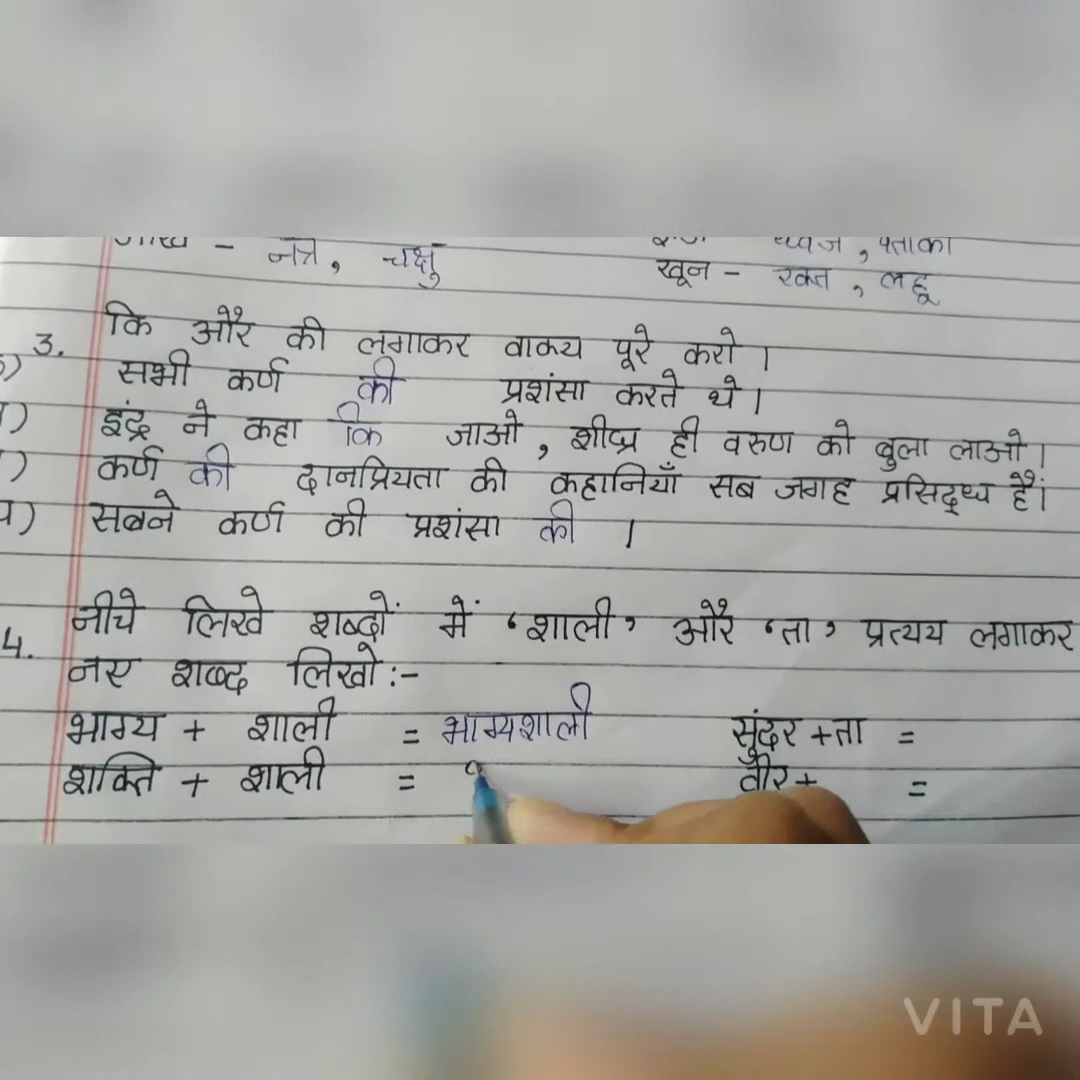 नेत्र, चक्षु ध्वज, पताका
खून - रक्त, लहू
3. कि और की लगाकर वाक्य पूरे करो।
सभी कर्ण की प्रशंसा करते थे।
इंद्र ने कहा कि जाओ, शीघ्र ही वरुण को बुला लाओ।
कर्ण की दानप्रियता की कहानियाँ सब जगह प्रसिद्ध हैं।
सबने कर्ण की प्रशंसा की ।
4. नीचे लिखे शब्दों में 'शाली' और 'ता' प्रत्यय लगाकर
नए शब्द लिखो:-
भाग्य + शाली = भाग्यशाली सुंदर +ता =
शक्ति + शाली = वीर + =
VITA